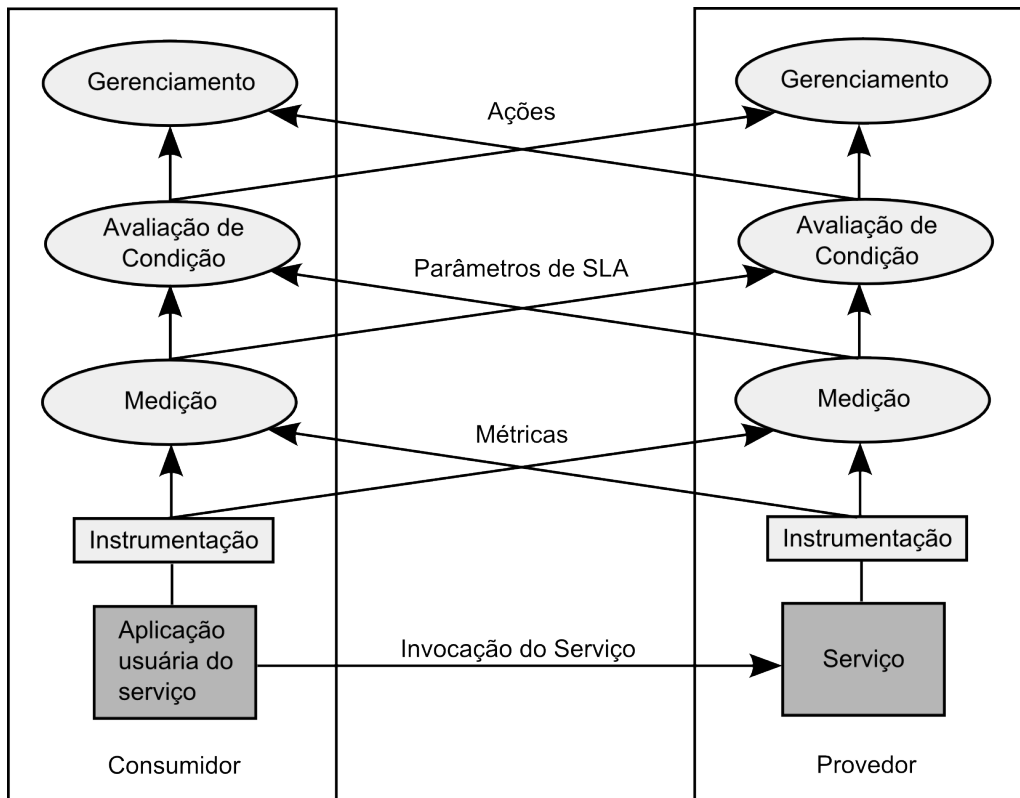 Gerenciamento
Gerenciamento
Ações
Avaliação de
Condição
Avaliação de
Condição
Parâmetros de SLA
Medição
Medição
Métricas
Instrumentação
Instrumentação
Aplicação
usuária do
serviço
Invocação do Serviço
Serviço
Consumidor
Provedor